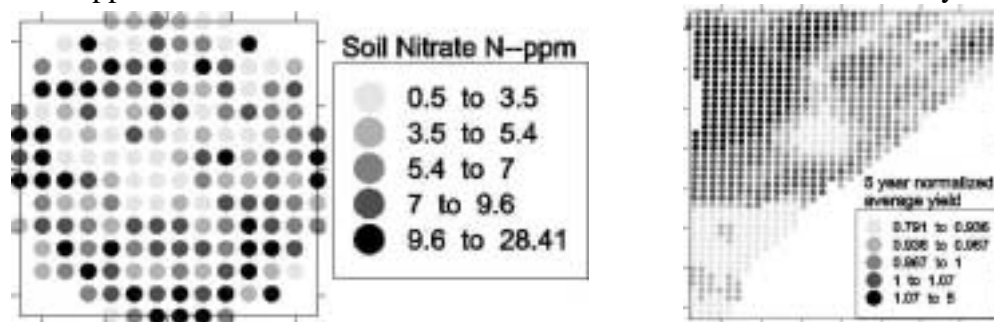 Soil Nitrate N--ppm
0.5 to 3.5
3.5 to 5.4
5.4 to 7
7 to 9.6
9.6 to 28.41
5 year normalized
average yield
0.791 to 0.936
0.936 to 0.967
0.967 to 1
1 to 1.07
1.07 to 5